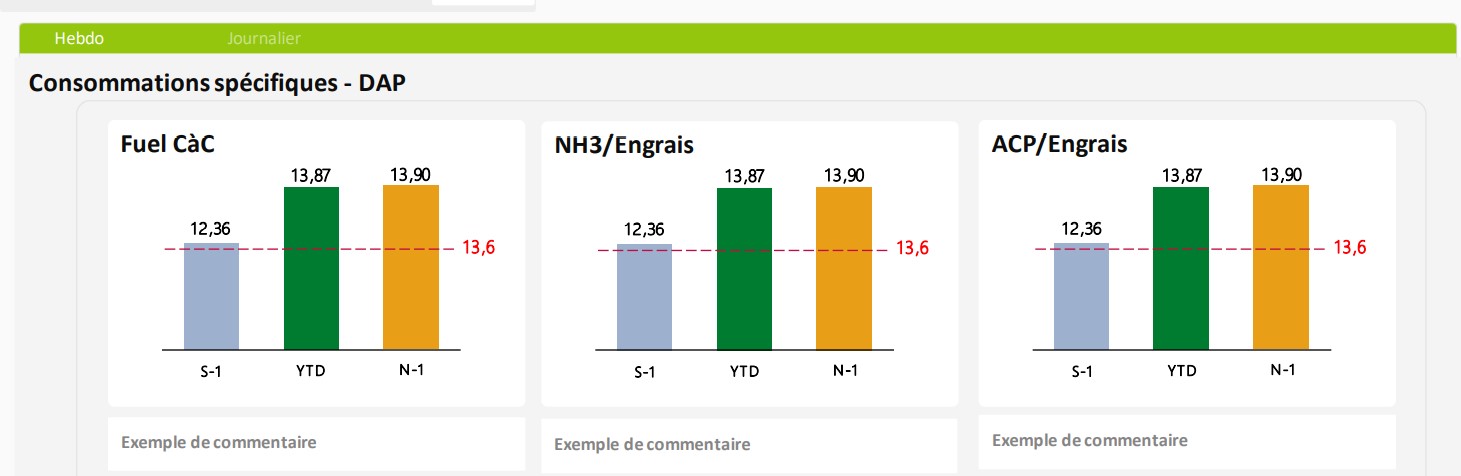 Hebdo Journalier
Consommations spécifiques - DAP
Fuel CàC
13,87 13,90
12,36
13,6
S-1 YTD N-1
Exemple de commentaire
NH3/Engrais
13,87 13,90
12,36
13,6
S-1 YTD N-1
Exemple de commentaire
ACP/Engrais
13,87 13,90
12,36
13,6
S-1 YTD N-1
Exemple de commentaire